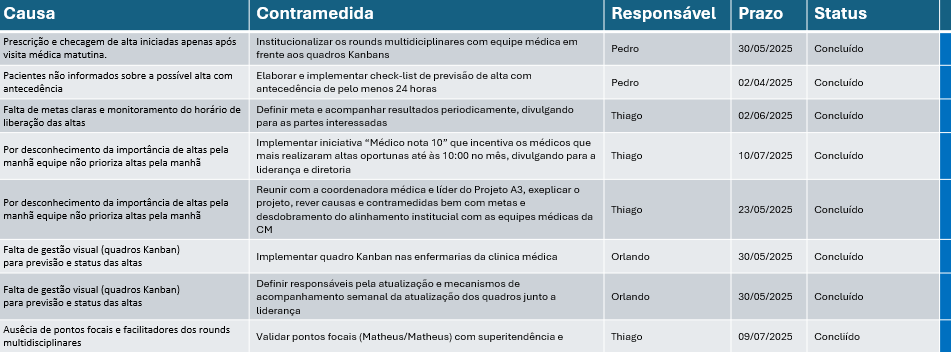 Causa Contramedida Responsável Prazo Status
Prescrição e checagem de alta iniciadas apenas após
visita médica matutina.
Institucionalizar os rounds multidiciplinares com equipe médica em
frente aos quadros Kanbans
Pedro 30/05/2025 Concluído
Pacientes não informados sobre a possível alta com
antecedência
Elaborar e implementar check-list de previsão de alta com
antecedência de pelo menos 24 horas
Pedro 02/04/2025 Concluído
Falta de metas claras e monitoramento do horário de
liberação das altas
Definir meta e acompanhar resultados periodicamente, divulgando
para as partes interessadas
Thiago 02/06/2025 Concluído
Por desconhecimento da importância de altas pela
manhã equipe não prioriza altas pela manhã
Implementar iniciativa “Médico nota 10” que incentiva os médicos que
mais realizaram altas oportunas até às 10:00 no mês, divulgando para a
liderança e diretoria
Thiago 10/07/2025 Concluído
Por desconhecimento da importância de altas pela
manhã equipe não prioriza altas pela manhã
Reunir com a coordenadora médica e líder do Projeto A3, exeplicar o
projeto, rever causas e contramedidas bem com metas e
desdobramento do alinhamento institucial com as equipes médicas da
CM
Thiago 23/05/2025 Concluído
Falta de gestão visual (quadros Kanban)
para previsão e status das altas
Implementar quadro Kanban nas enfermarias da clinica médica
Orlando 30/05/2025 Concluído
Falta de gestão visual (quadros Kanban)
para previsão e status das altas
Definir responsáveis pela atualização e mecanismos de
acompanhamento semanal da atualização dos quadros junto a
liderança
Orlando 30/05/2025 Concluído
Ausêcia de pontos focais e facilitadores dos rounds
multidisciplinares
Validar pontos focais (Matheus/Matheus) com superitendência e
Thiago 09/07/2025 Concliído